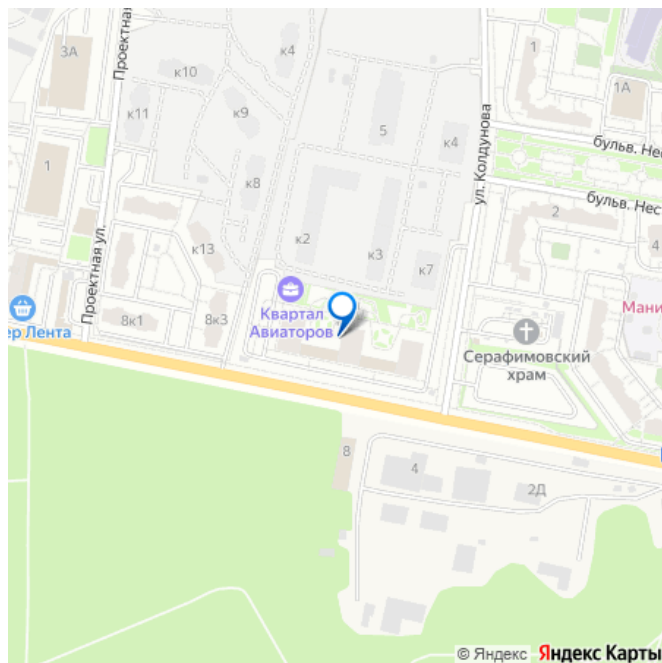 3А
Проектная
к10
к4
к11
к9
5
к4
1
1А
бульв. Нес
ул. Колдунова
1
к8
бульв. Нес
2
4
Проектная ул.
к13
к2
к3
к7
Квартал
Авиаторов
8к1
8к3
ер Лента
Мани
Серафимовский
храм
8
4
2Д
© Яндекс Яндекс Карты